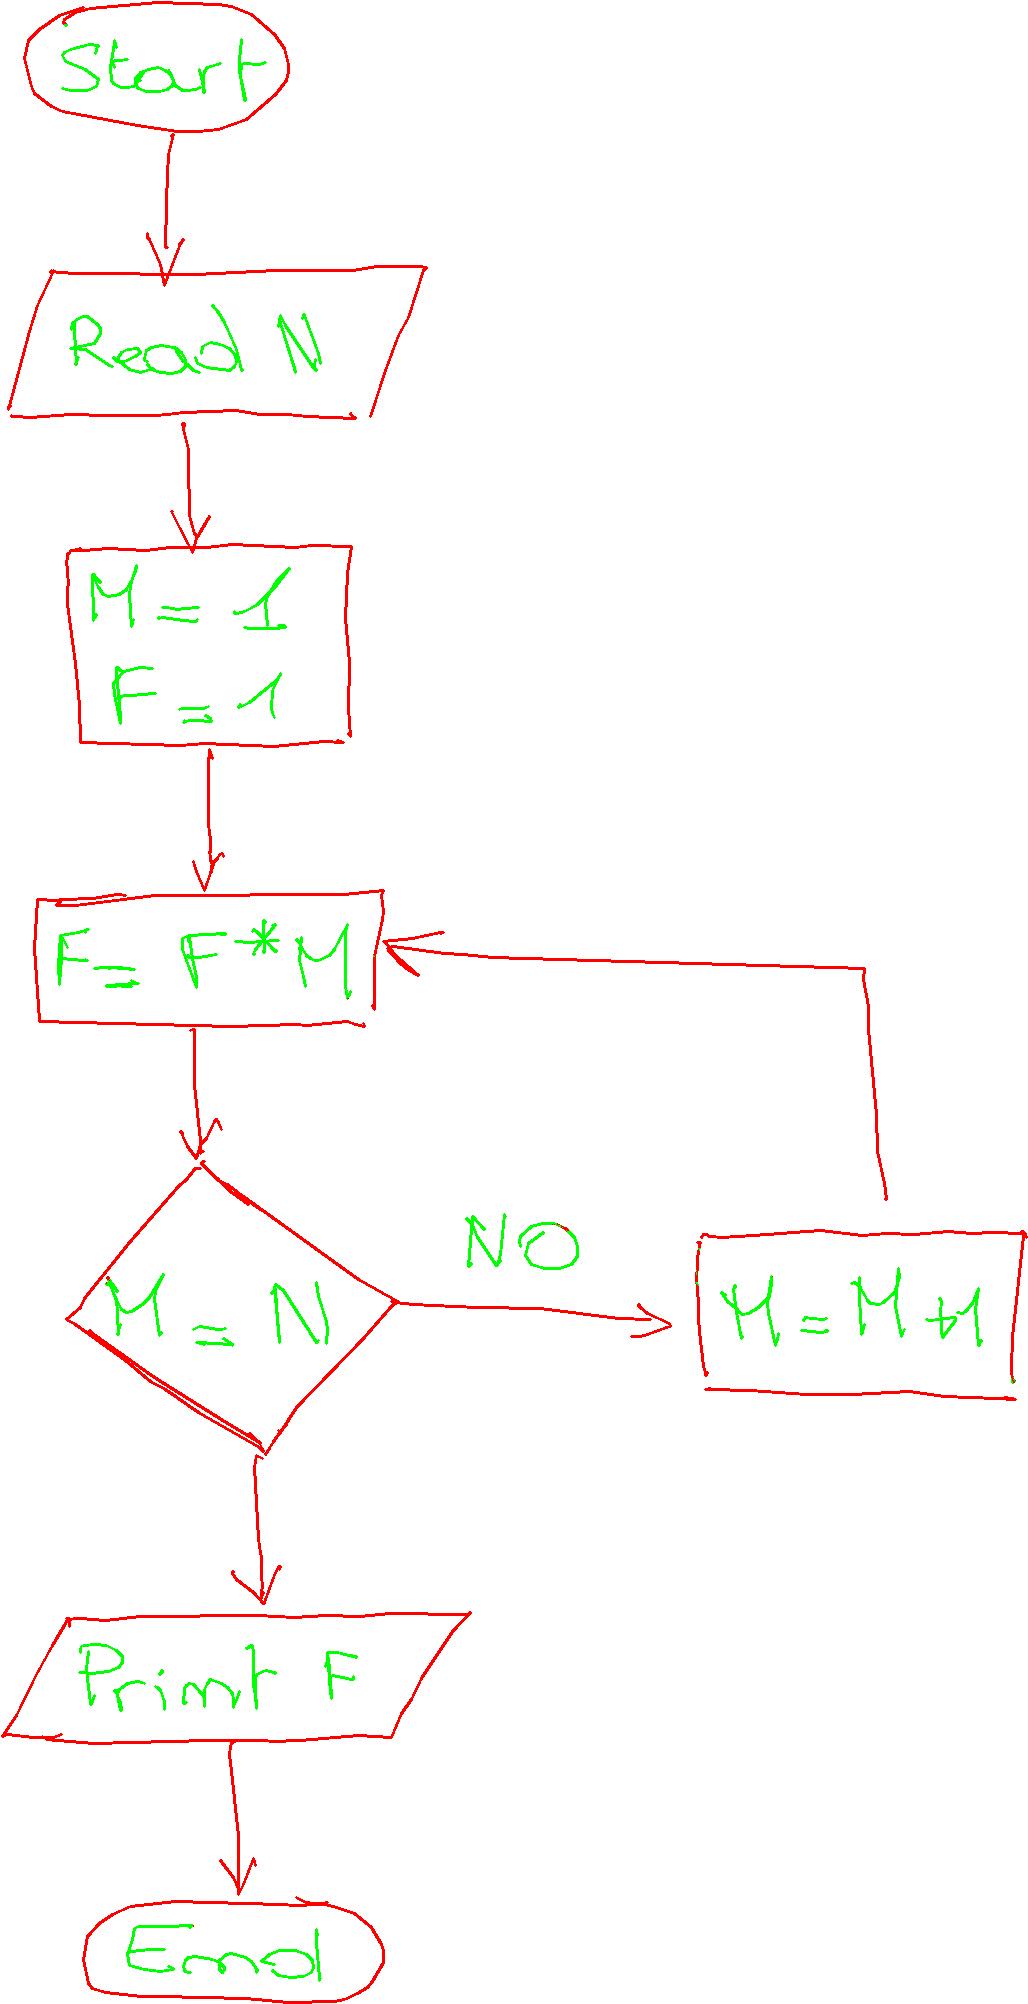 Start
Read N
M = 1
F = 1
F = F * M
M = N
NO
M = M + 1
Print F
End